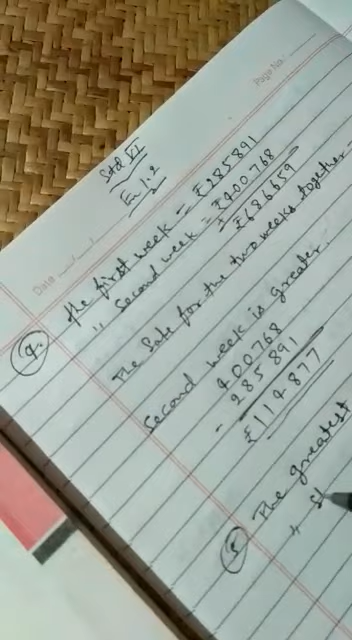 Page No:
Date
Std VI
Ex 1.2
4. The first week = ₹285891
" Second week = ₹400768
₹686659
The Sale for the two weeks together =
Second week is greater.
400768
- 285891
₹114877
5. The greatest
"